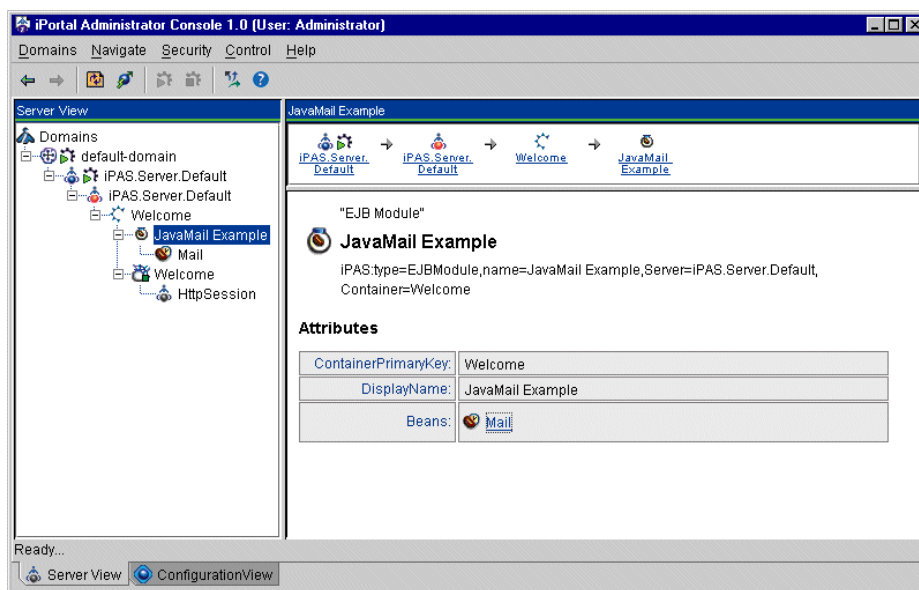 iPortal Administrator Console 1.0 (User: Administrator)
Domains Navigate Security Control Help
Server View
Domains
default-domain
iPAS.Server.Default
iPAS.Server.Default
Welcome
JavaMail Example
Mail
Welcome
HttpSession
JavaMail Example
iPAS.Server.
Default
iPAS.Server.
Default
Welcome
JavaMail
Example
"EJB Module"
JavaMail Example
iPAS:type=EJBModule,name=JavaMail Example,Server=iPAS.Server.Default,
Container=Welcome
Attributes
ContainerPrimaryKey: Welcome
DisplayName: JavaMail Example
Beans: Mail
Ready...
Server View ConfigurationView